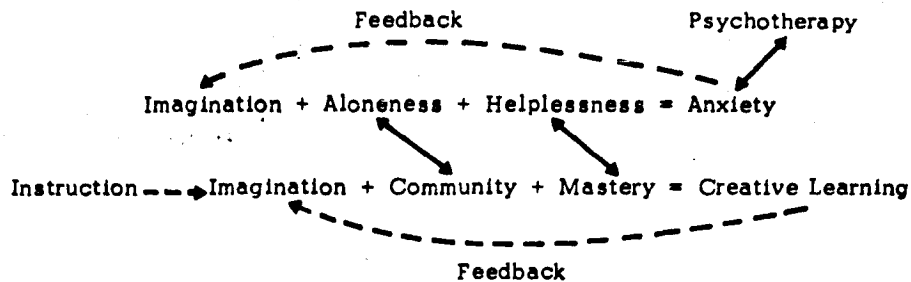 Feedback
Psychotherapy
Imagination + Aloneness + Helplessness = Anxiety
Instruction Imagination + Community + Mastery = Creative Learning
Feedback